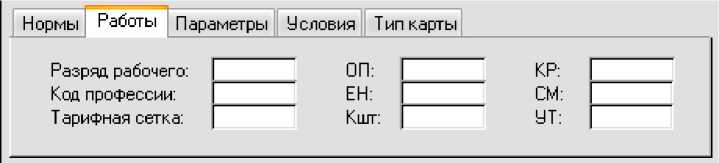 Нормы Работы Параметры Условия Тип карты
Разряд рабочего: ОП: КР:
Код профессии: ЕН: СМ:
Тарифная сетка: Кшт: УТ: